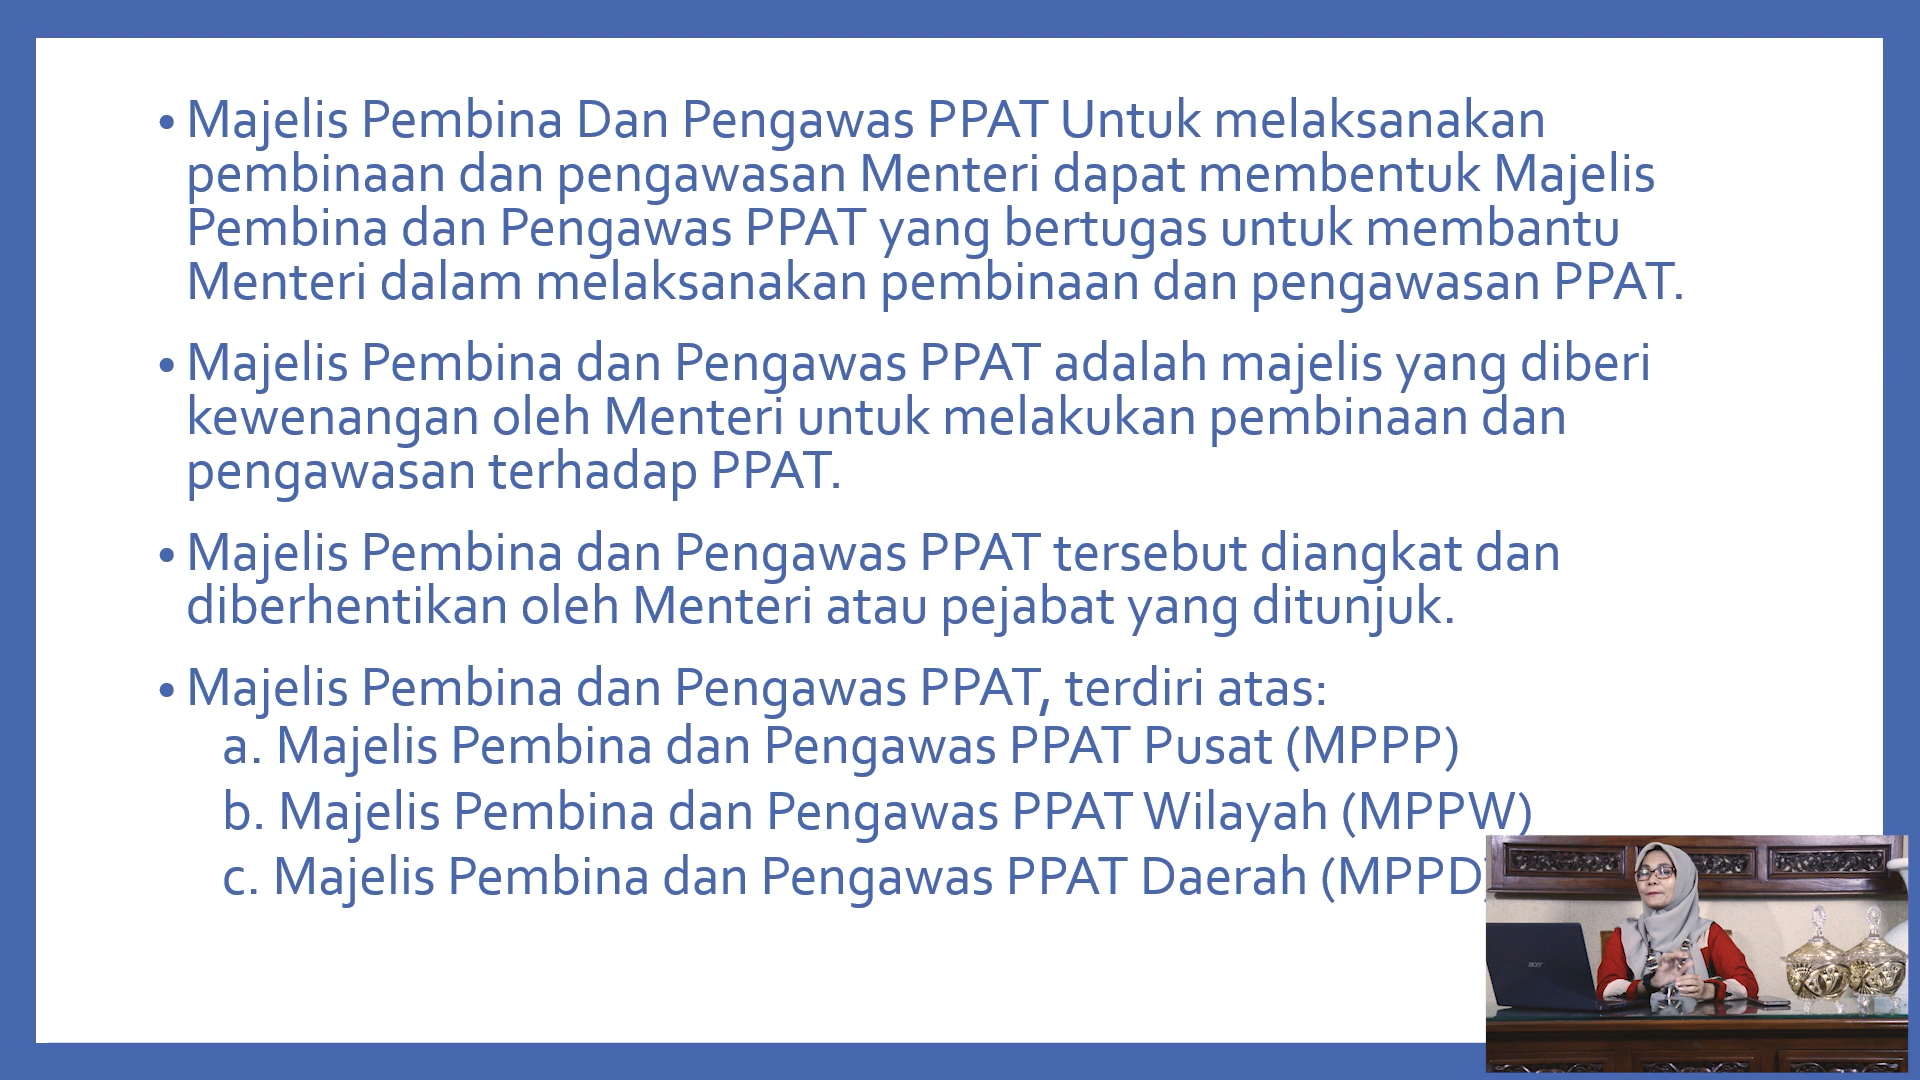 • Majelis Pembina Dan Pengawas PPAT Untuk melaksanakan
pembinaan dan pengawasan Menteri dapat membentuk Majelis
Pembina dan Pengawas PPAT yang bertugas untuk membantu
Menteri dalam melaksanakan pembinaan dan pengawasan PPAT.
• Majelis Pembina dan Pengawas PPAT adalah majelis yang diberi
kewenangan oleh Menteri untuk melakukan pembinaan dan
pengawasan terhadap PPAT.
• Majelis Pembina dan Pengawas PPAT tersebut diangkat dan
diberhentikan oleh Menteri atau pejabat yang ditunjuk.
• Majelis Pembina dan Pengawas PPAT, terdiri atas:
a. Majelis Pembina dan Pengawas PPAT Pusat (MPPP)
b. Majelis Pembina dan Pengawas PPAT Wilayah (MPPW)
c. Majelis Pembina dan Pengawas PPAT Daerah (MPPD)
acer